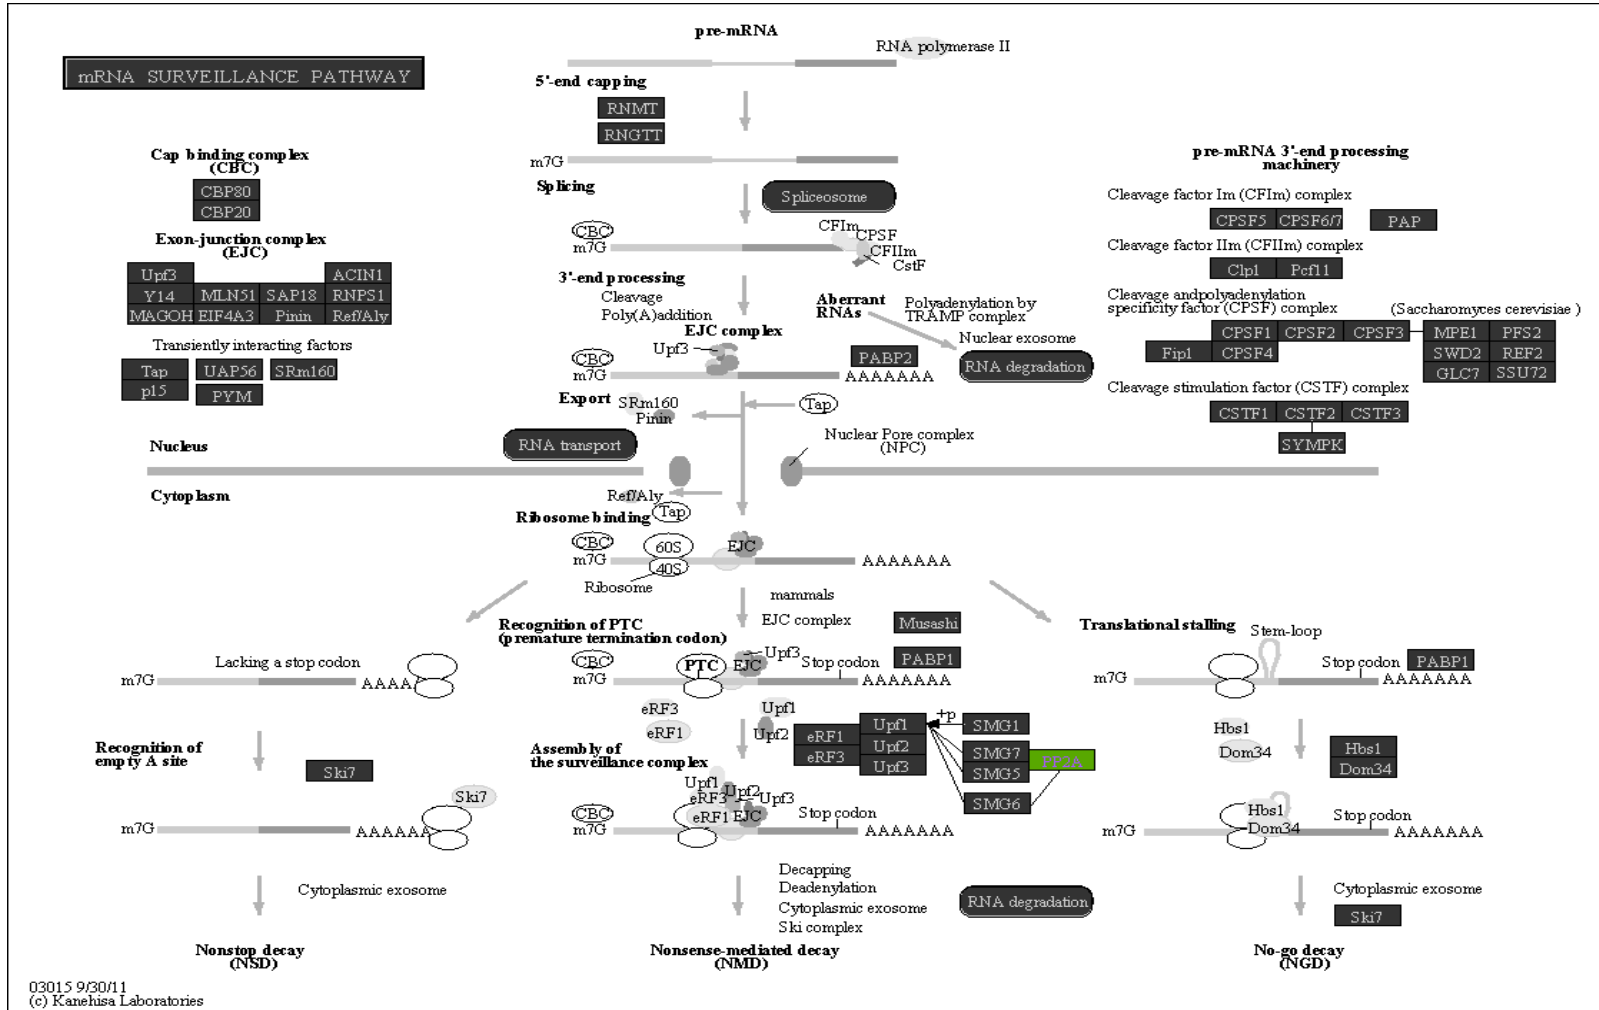 pre-mRNA
RNA polymerase II
mRNA SURVEILLANCE PATHWAY
5'-end capping
RNMT
RNGTT
m7G
Cap binding complex
(CBC)
CBP80
CBP20
Exon-junction complex
(EJC)
Upf3
ACIN1
Y14
MLN51
SAP18
RNPS1
MAGOH
EIF4A3
Pinin
Ref/Aly
Transiently interacting factors
Tap
UAP56
SRm160
p15
PYM
Splicing
Spliceosome
CBC
m7G
CFIm
CPSF
CFIIm
CstF
3'-end processing
Cleavage
Poly(A)addition
Aberrant
RNAs
Polyadenylation by
TRAMP complex
Nuclear exosome
RNA degradation
EJC complex
Upf3
CBC
m7G
PABP2
AAAAAAA
pre-mRNA 3'-end processing
machinery
Cleavage factor Im (CFIm) complex
CPSF5
CPSF6/7
PAP
Cleavage factor IIm (CFIIm) complex
Clp1
Pcf11
Cleavage andpolyadenylation
specificity factor (CPSF) complex
(Saccharomyces cerevisiae )
CPSF1
CPSF2
CPSF3
MPE1
PFS2
Fip1
CPSF4
SWD2
REF2
GLC7
SSU72
Cleavage stimulation factor (CSTF) complex
CSTF1
CSTF2
CSTF3
SYMPK
Export
SRm160
Pinin
Tap
RNA transport
Nuclear Pore complex
(NPC)
Nucleus
Cytoplasm
Ref/Aly
Tap
Ribosome binding
CBC
m7G
60S
40S
EJC
AAAAAAA
Ribosome
mammals
EJC complex
Musashi
Recognition of PTC
(premature termination codon)
CBC
m7G
PTC
EJC
Upf3
Stop codon
PABP1
AAAAAAA
Lacking a stop codon
m7G
AAAA
Translational stalling
Stem-loop
m7G
Stop codon
PABP1
AAAAAAA
eRF3
eRF1
Upf1
Upf2
eRF1
eRF3
Upf1
Upf2
Upf3
+p
SMG1
SMG7
SMG5
SMG6
PP2A
Hbs1
Dom34
Hbs1
Dom34
Recognition of
empty A site
Ski7
Ski7
m7G
AAAAAA
Assembly of
the surveillance complex
Upf1
eRF3
Upf2
Upf3
eRF1
EJC
CBC
m7G
Stop codon
AAAAAAA
Hbs1
Dom34
m7G
Stop codon
AAAAAAA
Cytoplasmic exosome
Decapping
Deadenylation
Cytoplasmic exosome
Ski complex
RNA degradation
Cytoplasmic exosome
Ski7
Nonstop decay
(NSD)
Nonsense-mediated decay
(NMD)
No-go decay
(NGD)
03015 9/30/11
(c) Kanehisa Laboratories